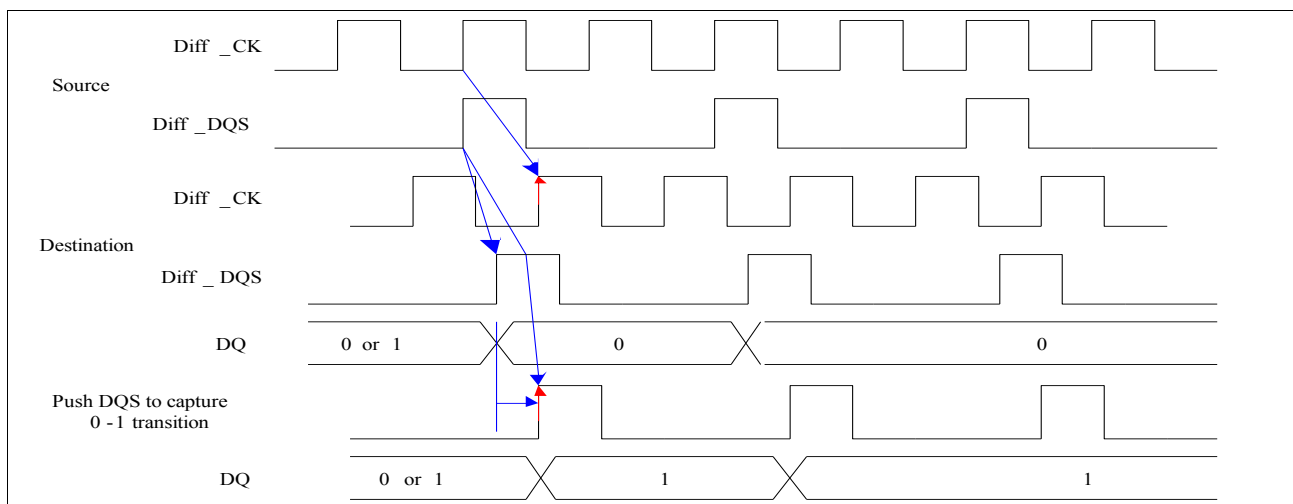 Diff _CK
Source
Diff _DQS
Diff _CK
Destination
Diff _ DQS
DQ
0 or 1
0
0
Push DQS to capture
0 -1 transition
DQ
0 or 1
1
1